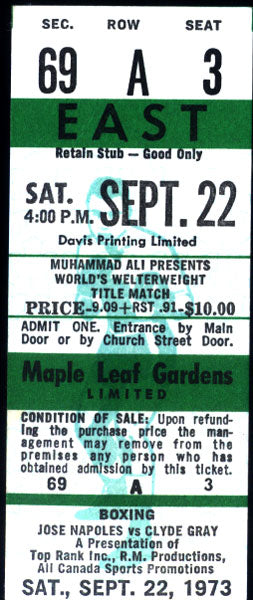 SEC. ROW SEAT
69 A 3
EAST
Retain Stub — Good Only
SAT. SEPT. 22
4:00 P.M.
Davis Printing Limited
MUHAMMAD ALI PRESENTS
WORLD'S WELTERWEIGHT
TITLE MATCH
PRICE-9.09+RST .91-$10.00
ADMIT ONE. Entrance by Main
Door or by Church Street Door.
Maple Leaf Gardens
LIMITED
CONDITION OF SALE: Upon refund-
ing the purchase price the man-
agement may remove from the
premises any person who has
obtained admission by this ticket.
69 A 3
BOXING
JOSE NAPOLES vs CLYDE GRAY
A Presentation of
Top Rank Inc., R.M. Productions,
All Canada Sports Promotions
SAT., SEPT. 22, 1973